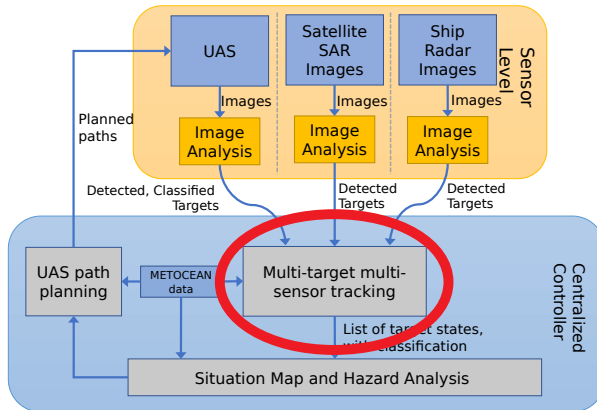 UAS
Satellite
SAR
Images
Ship
Radar
Images
Sensor
Level
Images
Images
Images
Planned
paths
Image
Analysis
Image
Analysis
Image
Analysis
Detected, Classified
Targets
Detected
Targets
Detected
Targets
UAS path
planning
METOCEAN
data
Multi-target multi-
sensor tracking
Centralized
Controller
List of target states,
with classification
Situation Map and Hazard Analysis